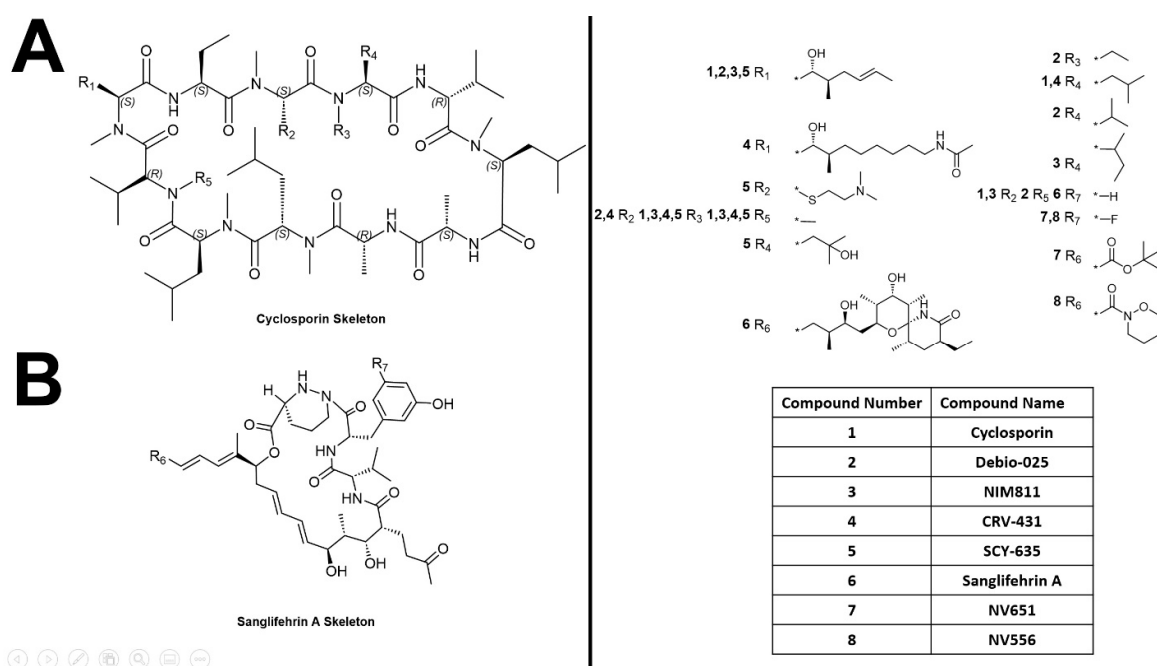 A
R₁
O
H
N
O
N
O
(S)
R₂
N
R₃
(S)
R₄
O
H
N
(R)
O
N
(S)
O
N
O
(R)
N
R₅
O
(S)
N
O
(S)
N
O
(R)
H
N
O
(S)
N
H
O
Cyclosporin Skeleton
B
R₇
OH
H
H
N
N
O
O
O
HN
O
HN
O
R₆
OH
OH
O
Sanglifehrin A Skeleton
1,2,3,5 R₁
OH
*
4 R₁
OH
*
H
N
O
5 R₂
*
S
N
2,4 R₂ 1,3,4,5 R₃ 1,3,4,5 R₅
*
5 R₄
*
OH
6 R₆
*
OH
OH
O
H
N
O
2 R₃
*
1,4 R₄
*
2 R₄
*
3 R₄
*
1,3 R₂ 2 R₅ 6 R₇
*—H
7,8 R₇
*—F
7 R₆
*
O
O
8 R₆
*
O
N
O
Compound Number Compound Name
1 Cyclosporin
2 Debio-025
3 NIM811
4 CRV-431
5 SCY-635
6 Sanglifehrin A
7 NV651
8 NV556